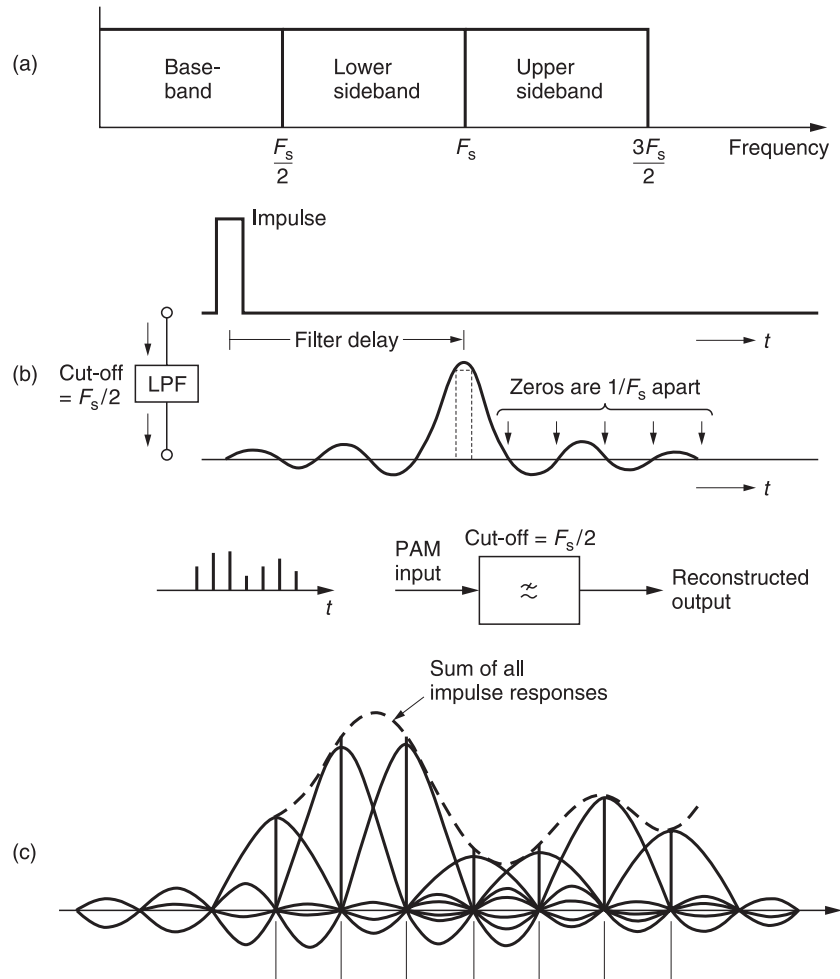 (a)
Base-
band
Lower
sideband
Upper
sideband
Fs
2
Fs
3Fs
2
Frequency
Impulse
Filter delay
t
(b)
Cut-off
= Fs/2
LPF
Zeros are 1/Fs apart
t
t
PAM
input
Cut-off = Fs/2
Reconstructed
output
Sum of all
impulse responses
(c)